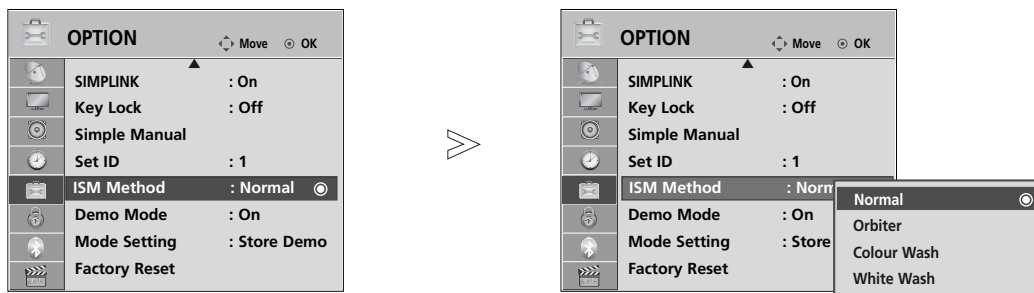 OPTION Move OK
SIMPLINK : On
Key Lock : Off
Simple Manual
Set ID : 1
ISM Method : Normal
Demo Mode : On
Mode Setting : Store Demo
Factory Reset
OPTION Move OK
SIMPLINK : On
Key Lock : Off
Simple Manual
Set ID : 1
ISM Method : Norm
Demo Mode : On
Mode Setting : Store
Factory Reset
Normal
Orbiter
Colour Wash
White Wash